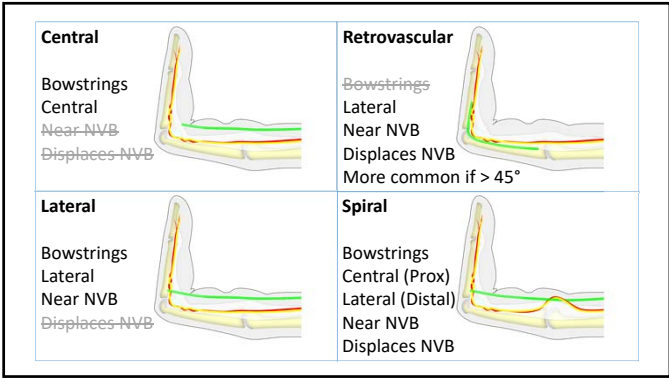 Central
Bowstrings
Central
Near NVB
Displaces NVB
Retrovascular
Bowstrings
Lateral
Near NVB
Displaces NVB
More common if > 45°
Lateral
Bowstrings
Lateral
Near NVB
Displaces NVB
Spiral
Bowstrings
Central (Prox)
Lateral (Distal)
Near NVB
Displaces NVB